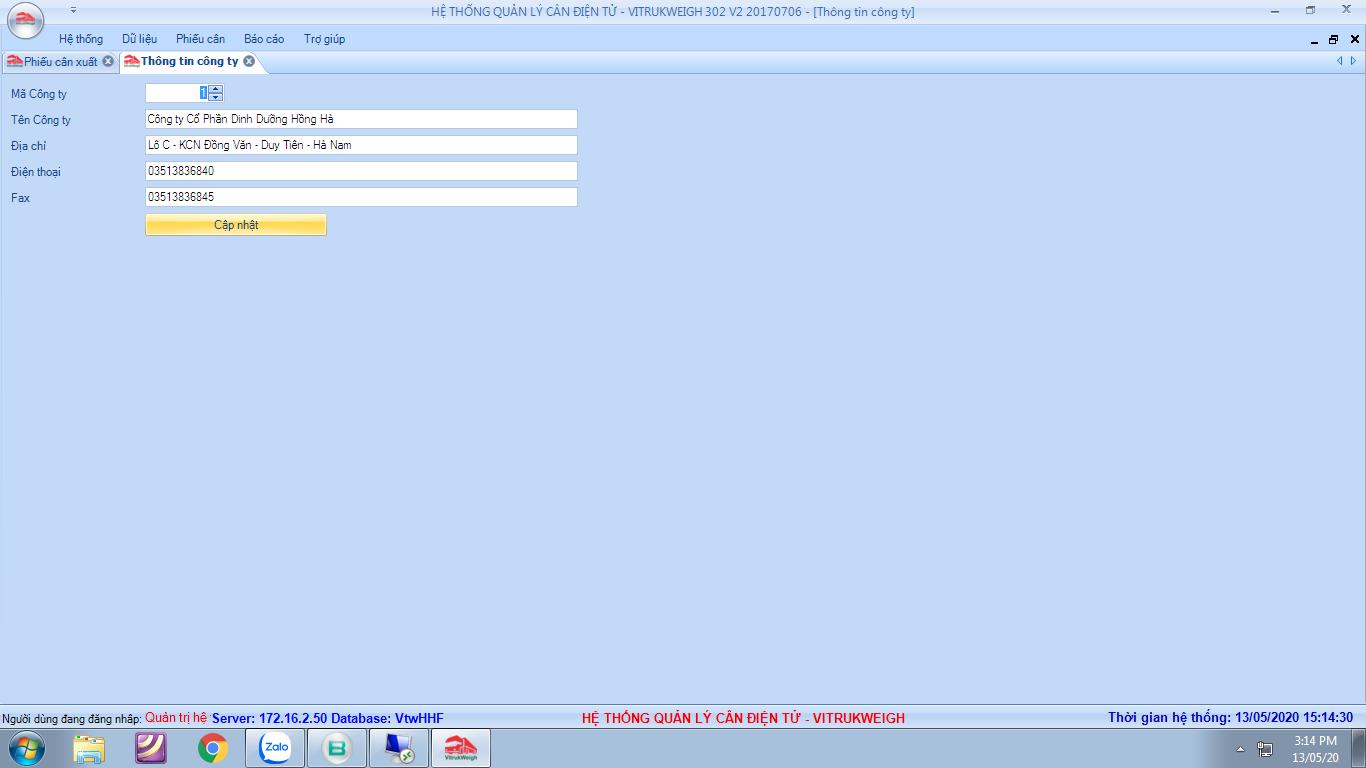 HỆ THỐNG QUẢN LÝ CÂN ĐIỆN TỬ - VITRUKWEIGH 302 V2 20170706 - [Thông tin công ty]
Hệ thống Dữ liệu Phiếu cân Báo cáo Trợ giúp
Phiếu cân xuất Thông tin công ty
Mã Công ty 1
Tên Công ty Công ty Cổ Phần Dinh Dưỡng Hồng Hà
Địa chỉ Lô C - KCN Đồng Văn - Duy Tiên - Hà Nam
Điện thoại 03513836840
Fax 03513836845
Cập nhật
Người dùng đang đăng nhập: Quản trị hệ Server: 172.16.2.50 Database: VtwHHF HỆ THỐNG QUẢN LÝ CÂN ĐIỆN TỬ - VITRUKWEIGH Thời gian hệ thống: 13/05/2020 15:14:30
Zalo B VitrukWeigh 3:14 PM
13/05/20